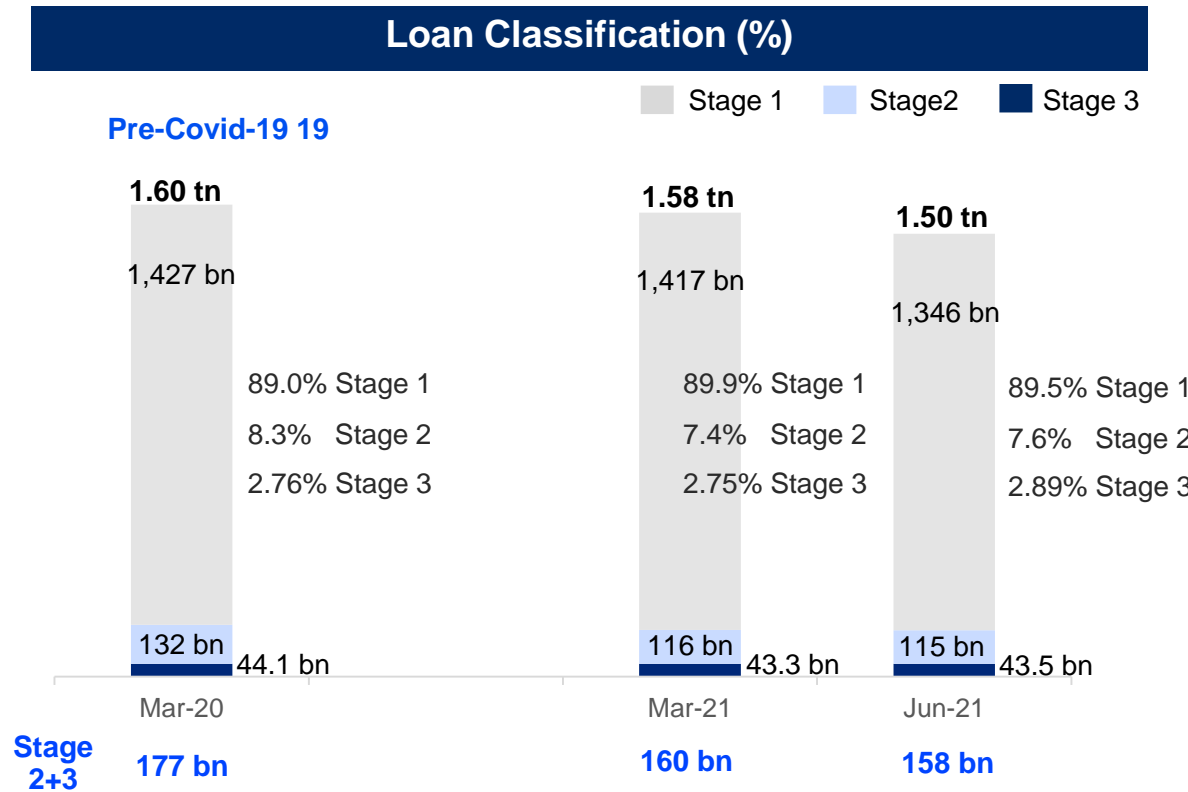 Loan Classification (%)
Stage 1 Stage2 Stage 3
Pre-Covid-19 19
1.60 tn 1.58 tn 1.50 tn
1,427 bn 1,417 bn 1,346 bn
89.0% Stage 1 89.9% Stage 1 89.5% Stage 1
8.3% Stage 2 7.4% Stage 2 7.6% Stage 2
2.76% Stage 3 2.75% Stage 3 2.89% Stage 3
132 bn 116 bn 115 bn
44.1 bn 43.3 bn 43.5 bn
Mar-20 Mar-21 Jun-21
Stage
2+3 177 bn 160 bn 158 bn